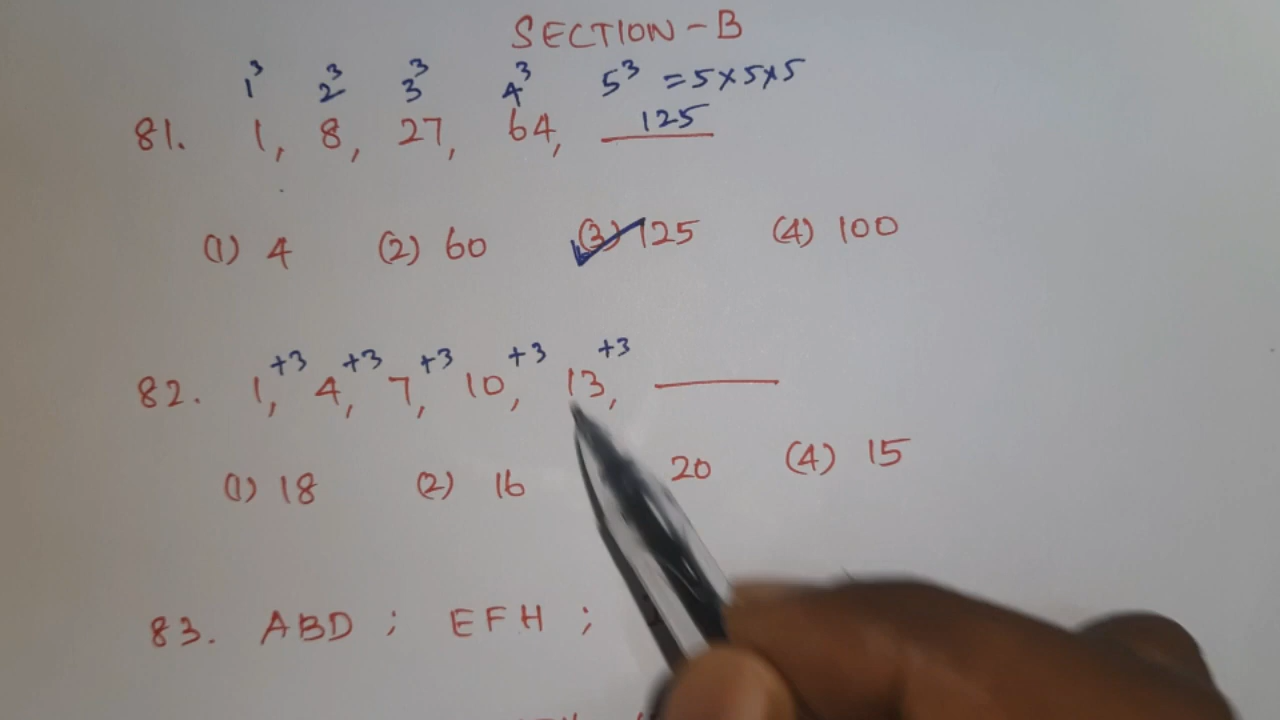 SECTION - B
1³ 2³ 3³ 4³ 5³ = 5×5×5
81. 1, 8, 27, 64, 125
(1) 4 (2) 60 (3) 125 (4) 100
+3 +3 +3 +3 +3
82. 1, 4, 7, 10, 13, ____
(1) 18 (2) 16 20 (4) 15
83. ABD ; EFH ;